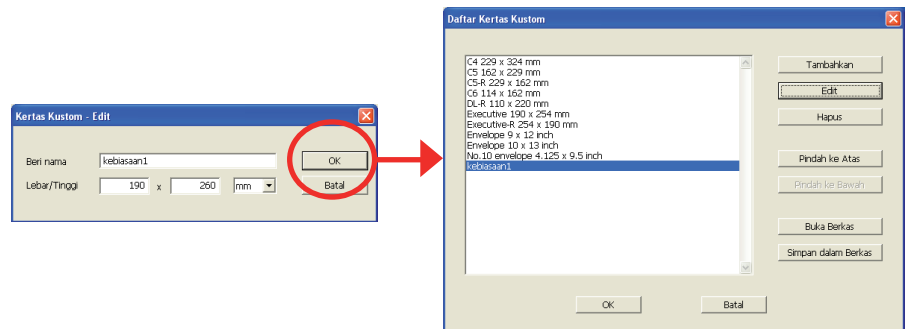 Kertas Kustom - Edit
Beri nama kebiasaan1 OK
Lebar/Tinggi 190 x 260 mm Batal
Daftar Kertas Kustom
C4 229 x 324 mm
C5 162 x 229 mm
C5-R 229 x 162 mm
C6 114 x 162 mm
DL-R 110 x 220 mm
Executive 190 x 254 mm
Executive-R 254 x 190 mm
Envelope 9 x 12 inch
Envelope 10 x 13 inch
No.10 envelope 4.125 x 9.5 inch
kebiasaan1
Tambahkan
Edit
Hapus
Pindah ke Atas
Pindah ke Bawah
Buka Berkas
Simpan dalam Berkas
OK Batal